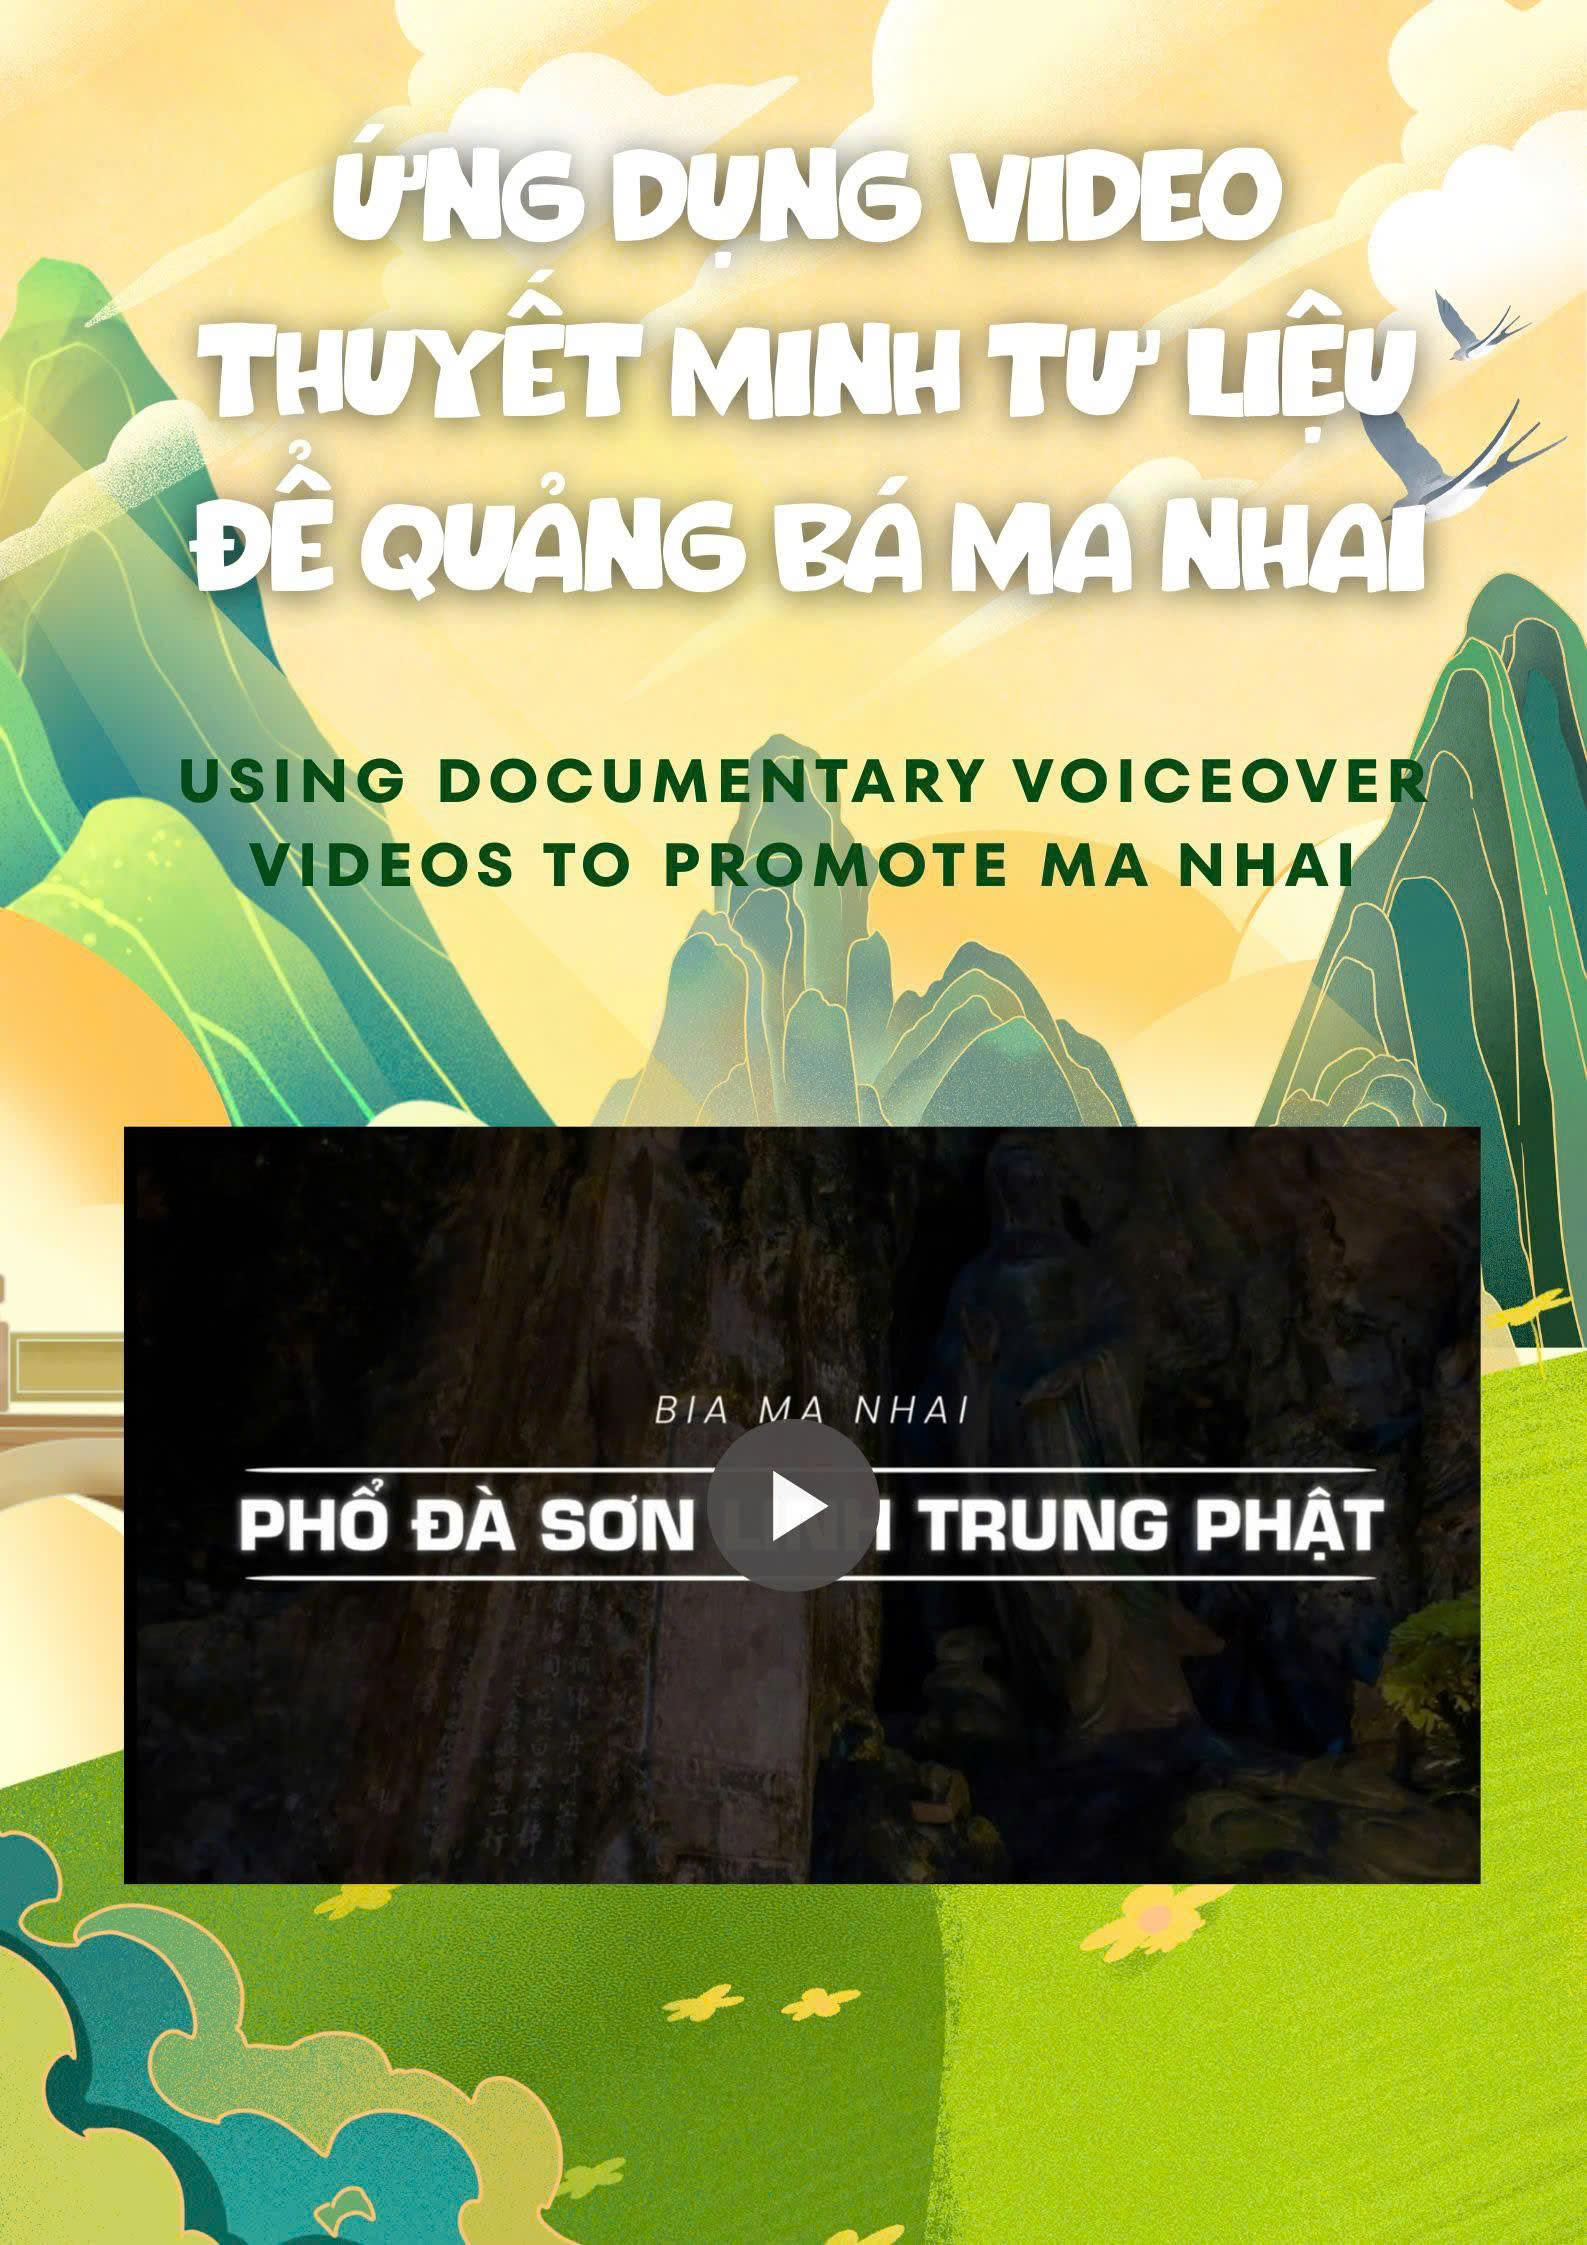 ỨNG DỤNG VIDEO
THUYẾT MINH TƯ LIỆU
ĐỂ QUẢNG BÁ MA NHAI
USING DOCUMENTARY VOICEOVER
VIDEOS TO PROMOTE MA NHAI
BIA MA NHAI
PHỔ ĐÀ SƠN LINH TRUNG PHẬT